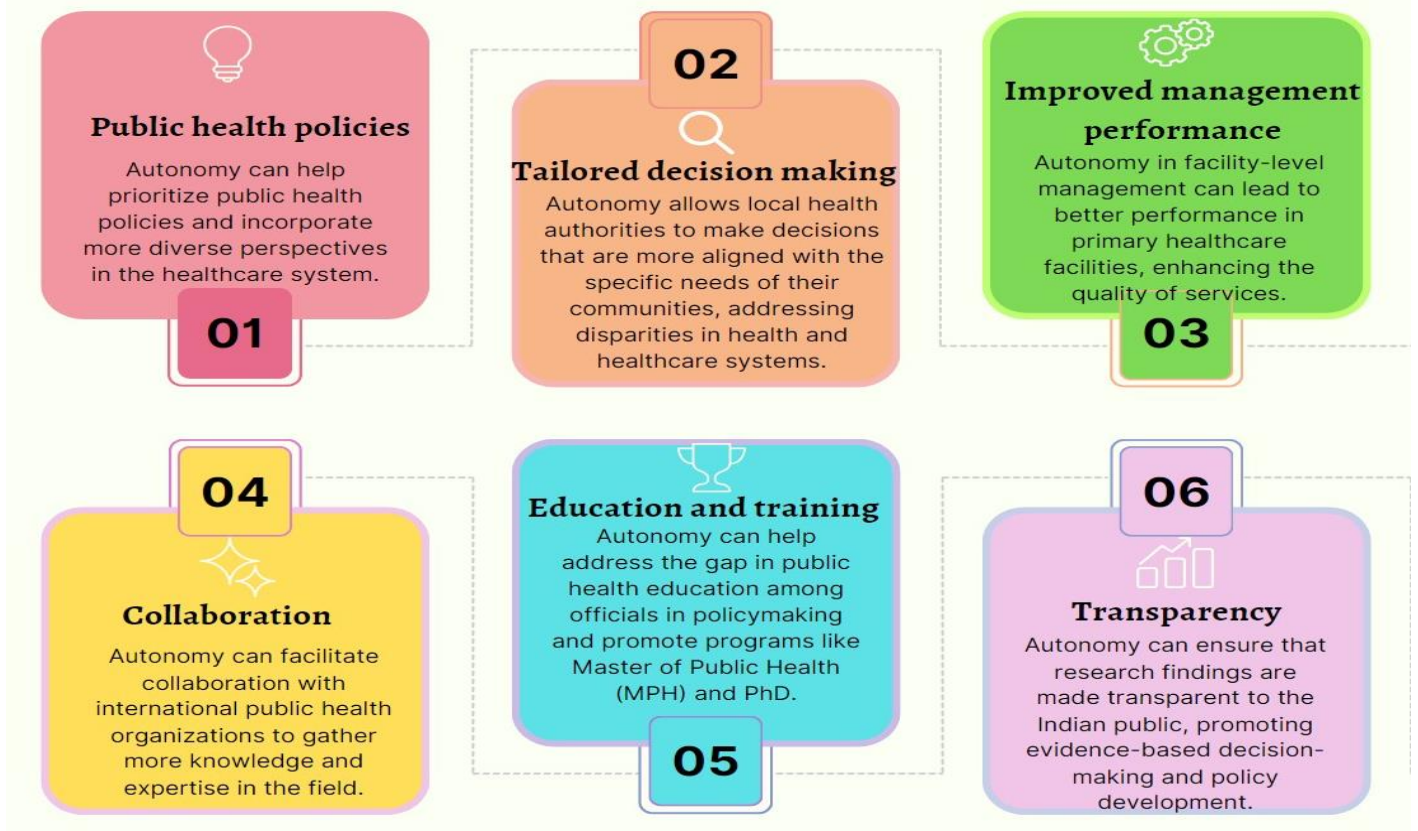 Public health policies
Autonomy can help
prioritize public health
policies and incorporate
more diverse perspectives
in the healthcare system.
01
02
Tailored decision making
Autonomy allows local health
authorities to make decisions
that are more aligned with the
specific needs of their
communities, addressing
disparities in health and
healthcare systems.
Improved management
performance
Autonomy in facility-level
management can lead to
better performance in
primary healthcare
facilities, enhancing the
quality of services.
03
04
Collaboration
Autonomy can facilitate
collaboration with
international public health
organizations to gather
more knowledge and
expertise in the field.
Education and training
Autonomy can help
address the gap in public
health education among
officials in policymaking
and promote programs like
Master of Public Health
(MPH) and PhD.
05
06
Transparency
Autonomy can ensure that
research findings are
made transparent to the
Indian public, promoting
evidence-based decision-
making and policy
development.